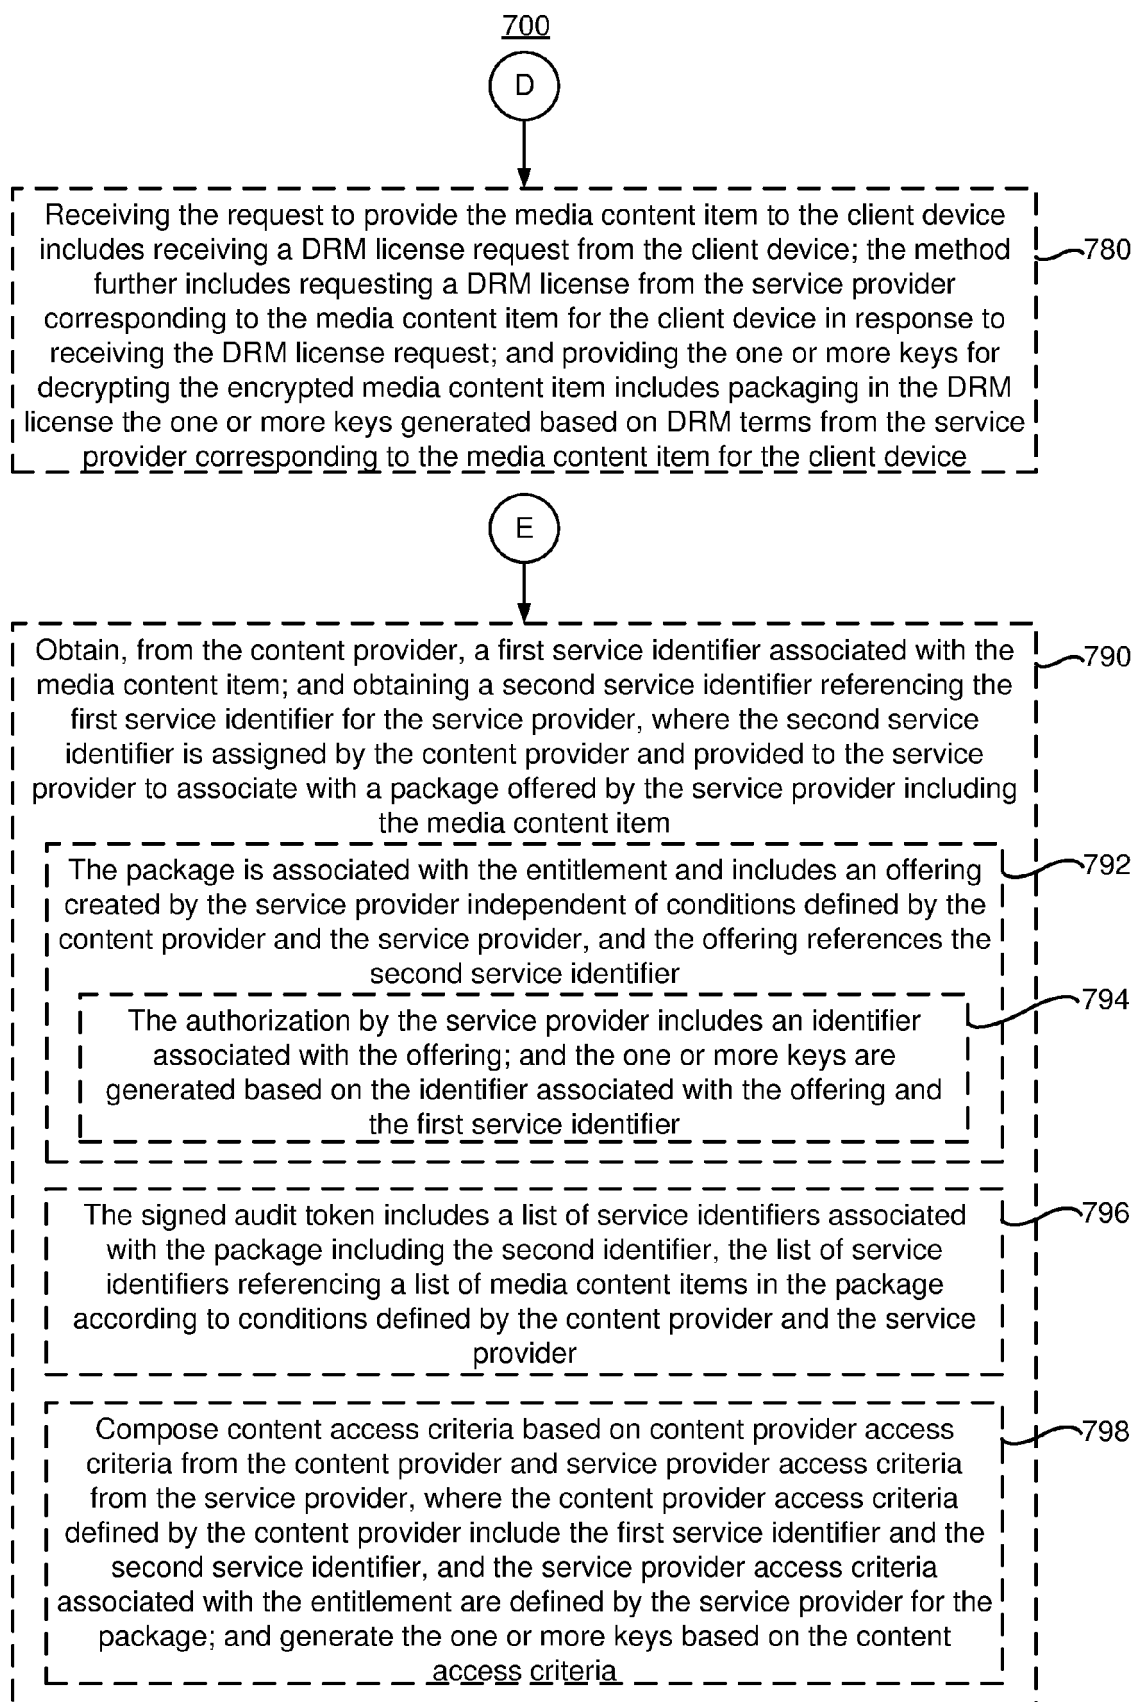 700
D
Receiving the request to provide the media content item to the client device
includes receiving a DRM license request from the client device; the method
further includes requesting a DRM license from the service provider
corresponding to the media content item for the client device in response to
receiving the DRM license request; and providing the one or more keys for
decrypting the encrypted media content item includes packaging in the DRM
license the one or more keys generated based on DRM terms from the service
provider corresponding to the media content item for the client device
780
E
Obtain, from the content provider, a first service identifier associated with the
media content item; and obtaining a second service identifier referencing the
first service identifier for the service provider, where the second service
identifier is assigned by the content provider and provided to the service
provider to associate with a package offered by the service provider including
the media content item
790
The package is associated with the entitlement and includes an offering
created by the service provider independent of conditions defined by the
content provider and the service provider, and the offering references the
second service identifier
792
The authorization by the service provider includes an identifier
associated with the offering; and the one or more keys are
generated based on the identifier associated with the offering and
the first service identifier
794
The signed audit token includes a list of service identifiers associated
with the package including the second identifier, the list of service
identifiers referencing a list of media content items in the package
according to conditions defined by the content provider and the service
provider
796
Compose content access criteria based on content provider access
criteria from the content provider and service provider access criteria
from the service provider, where the content provider access criteria
defined by the content provider include the first service identifier and the
second service identifier, and the service provider access criteria
associated with the entitlement are defined by the service provider for the
package; and generate the one or more keys based on the content
access criteria
798